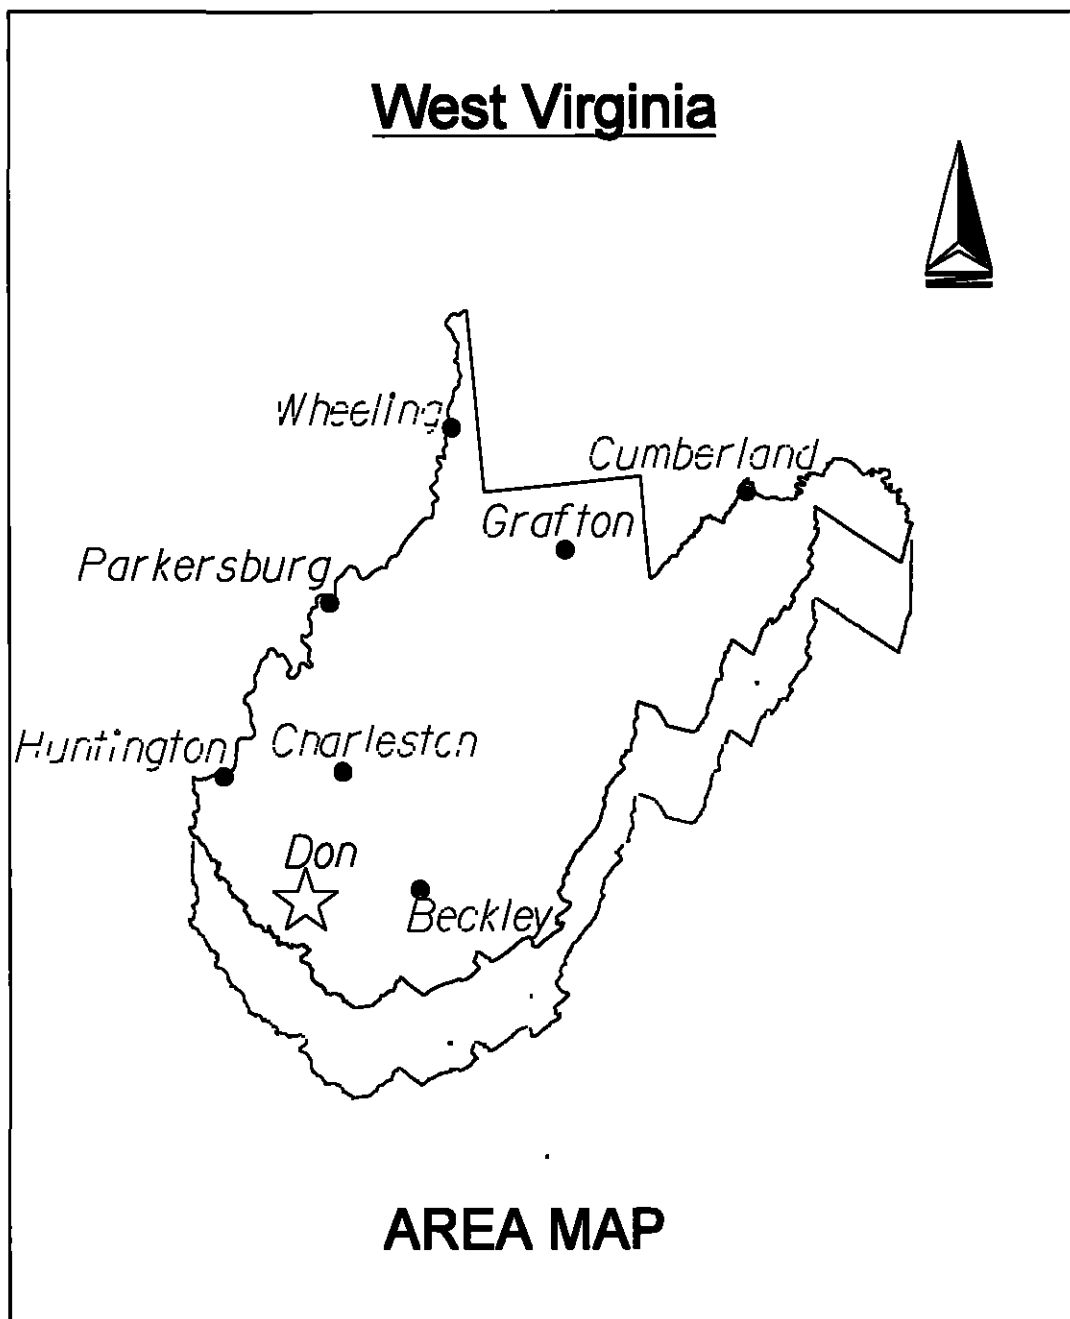 West Virginia
Wheeling
Cumberland
Grafton
Parkersburg
Huntington
Charleston
Don
Beckley
AREA MAP